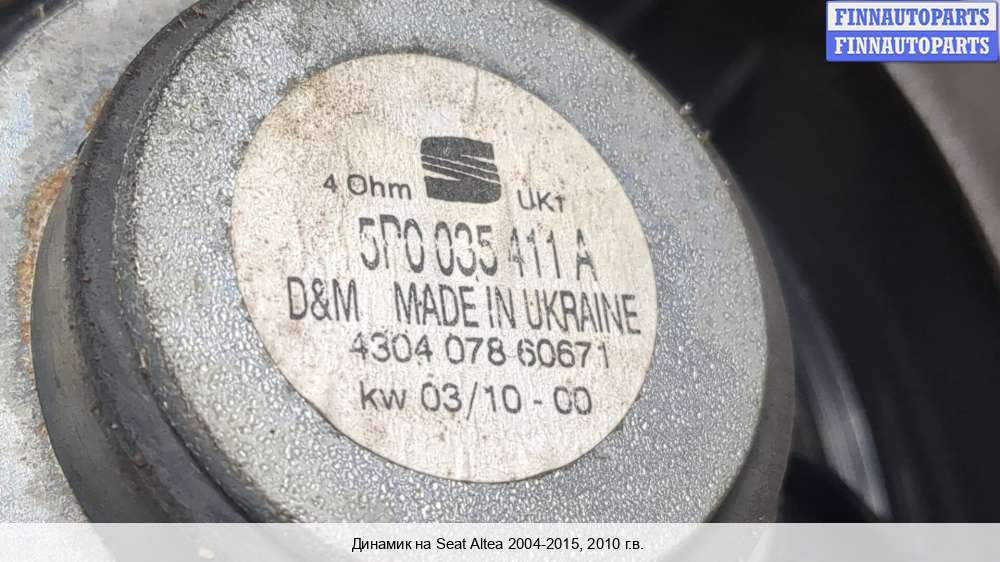 FINNAUTOPARTS
FINNAUTOPARTS
4 Ohm UK1
5P0 035 411 A
D&M MADE IN UKRAINE
4304 078 60671
kw 03/10 - 00
Динамик на Seat Altea 2004-2015, 2010 г.в.